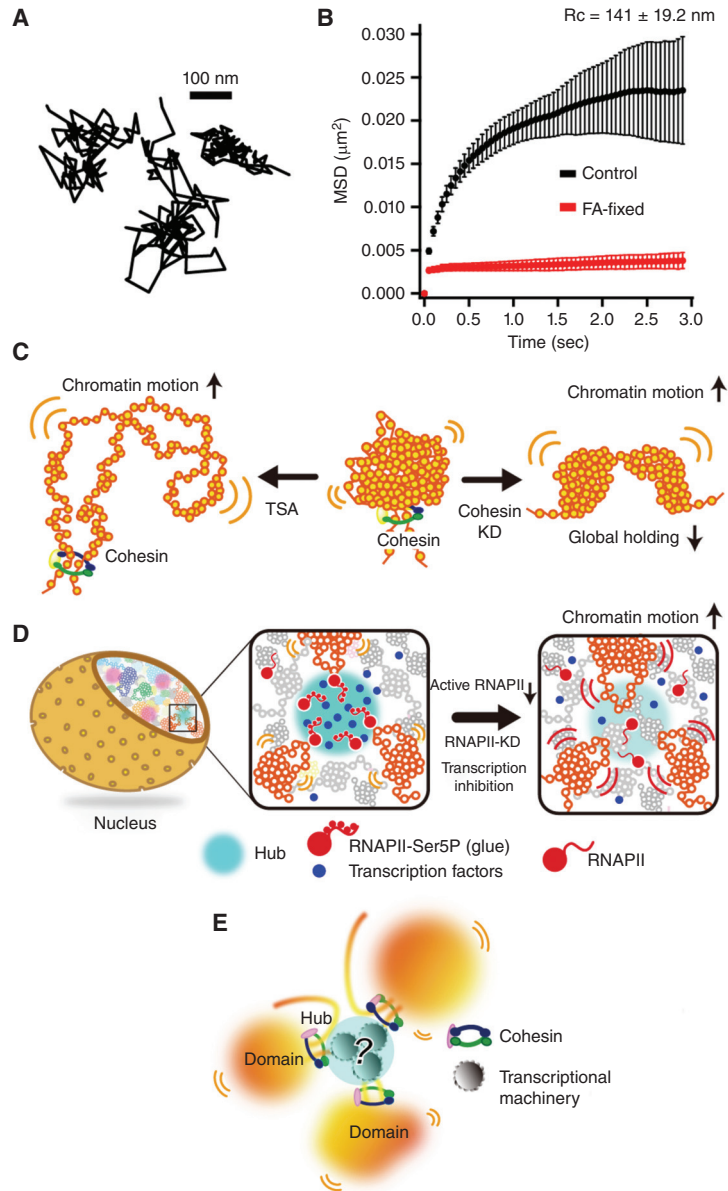 A
100 nm
B
Rc = 141 ± 19.2 nm
MSD (μm²)
0.030
0.025
0.020
0.015
0.010
0.005
0.000
Control
FA-fixed
0.0 0.5 1.0 1.5 2.0 2.5 3.0
Time (sec)
C
Chromatin motion
Chromatin motion
TSA
Cohesin
KD
Cohesin
Cohesin
Global holding
Chromatin motion
D
Active RNAPII
RNAPII-KD
Transcription
inhibition
Nucleus
Hub
RNAPII-Ser5P (glue)
Transcription factors
RNAPII
E
Hub
Domain
?
Domain
Cohesin
Transcriptional
machinery